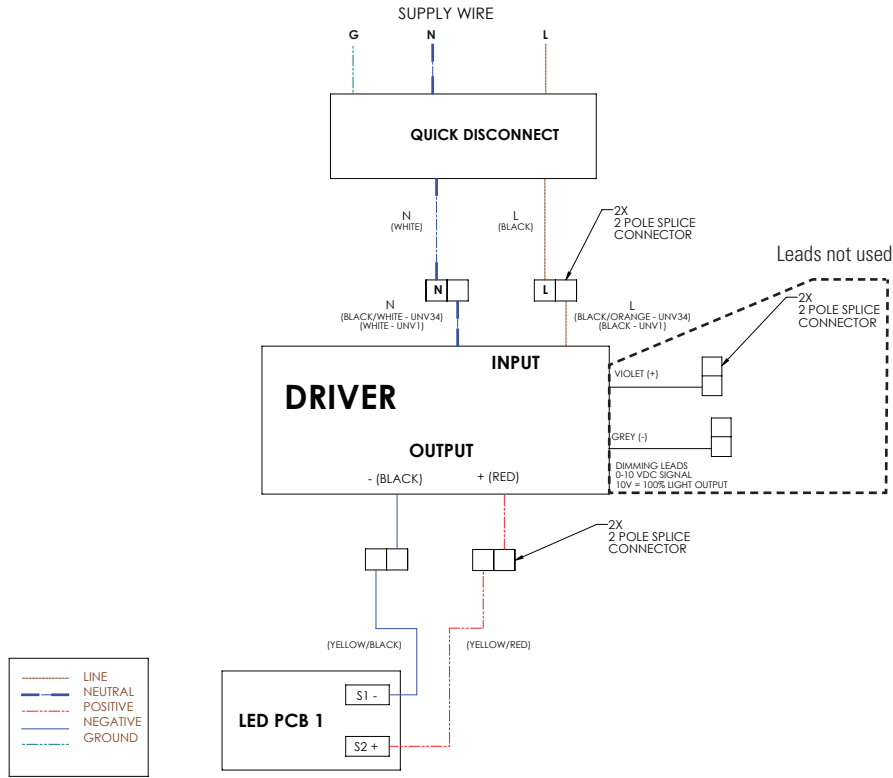 SUPPLY WIRE
G
N
L
QUICK DISCONNECT
N
(WHITE)
L
(BLACK)
2X
2 POLE SPLICE
CONNECTOR
Leads not used
N
L
N
(BLACK/WHITE - UNV34)
(WHITE - UNV1)
L
(BLACK/ORANGE - UNV34)
(BLACK - UNV1)
2X
2 POLE SPLICE
CONNECTOR
INPUT
DRIVER
VIOLET (+)
GREY (-)
OUTPUT
- (BLACK)
+ (RED)
DIMMING LEADS
0-10 VDC SIGNAL
10V = 100% LIGHT OUTPUT
2X
2 POLE SPLICE
CONNECTOR
(YELLOW/BLACK)
(YELLOW/RED)
LINE
NEUTRAL
POSITIVE
NEGATIVE
GROUND
LED PCB 1
S1 -
S2 +